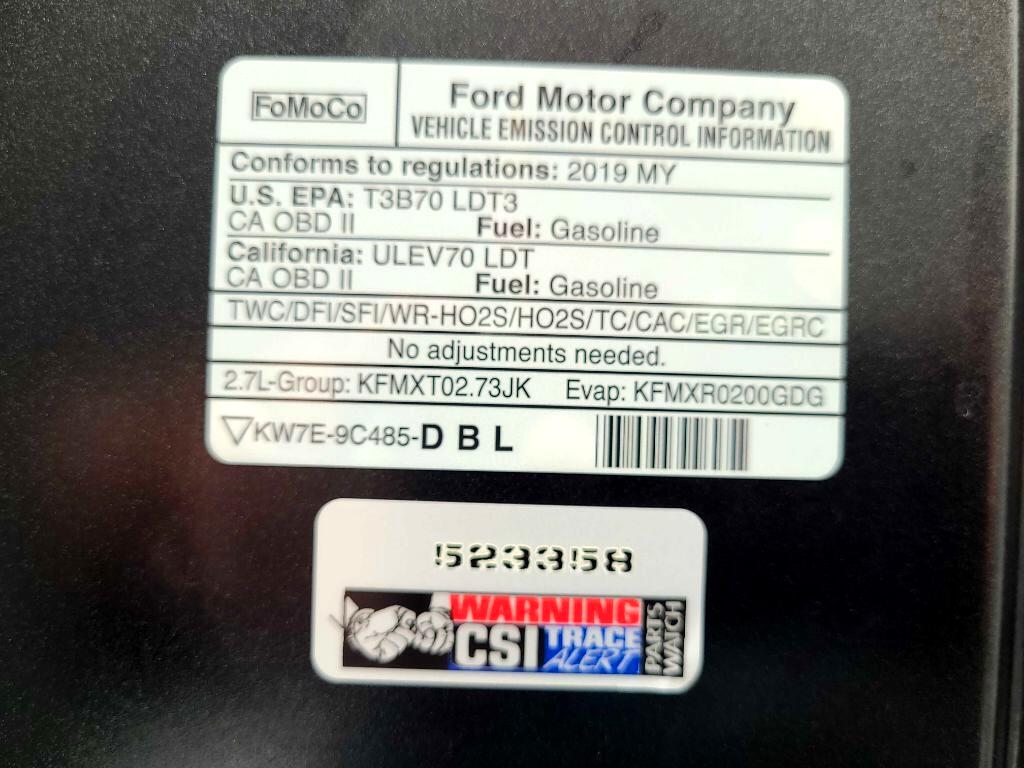 FoMoCo
Ford Motor Company
VEHICLE EMISSION CONTROL INFORMATION
Conforms to regulations: 2019 MY
U.S. EPA: T3B70 LDT3
CA OBD II Fuel: Gasoline
California: ULEV70 LDT
CA OBD II Fuel: Gasoline
TWC/DFI/SFI/WR-HO2S/HO2S/TC/CAC/EGR/EGRC
No adjustments needed.
2.7L-Group: KFMXT02.73JK Evap: KFMXR0200GDG
KW7E-9C485-D B L
523358
WARNING
CSI TRACE
ALERT
PARTS
WATCH